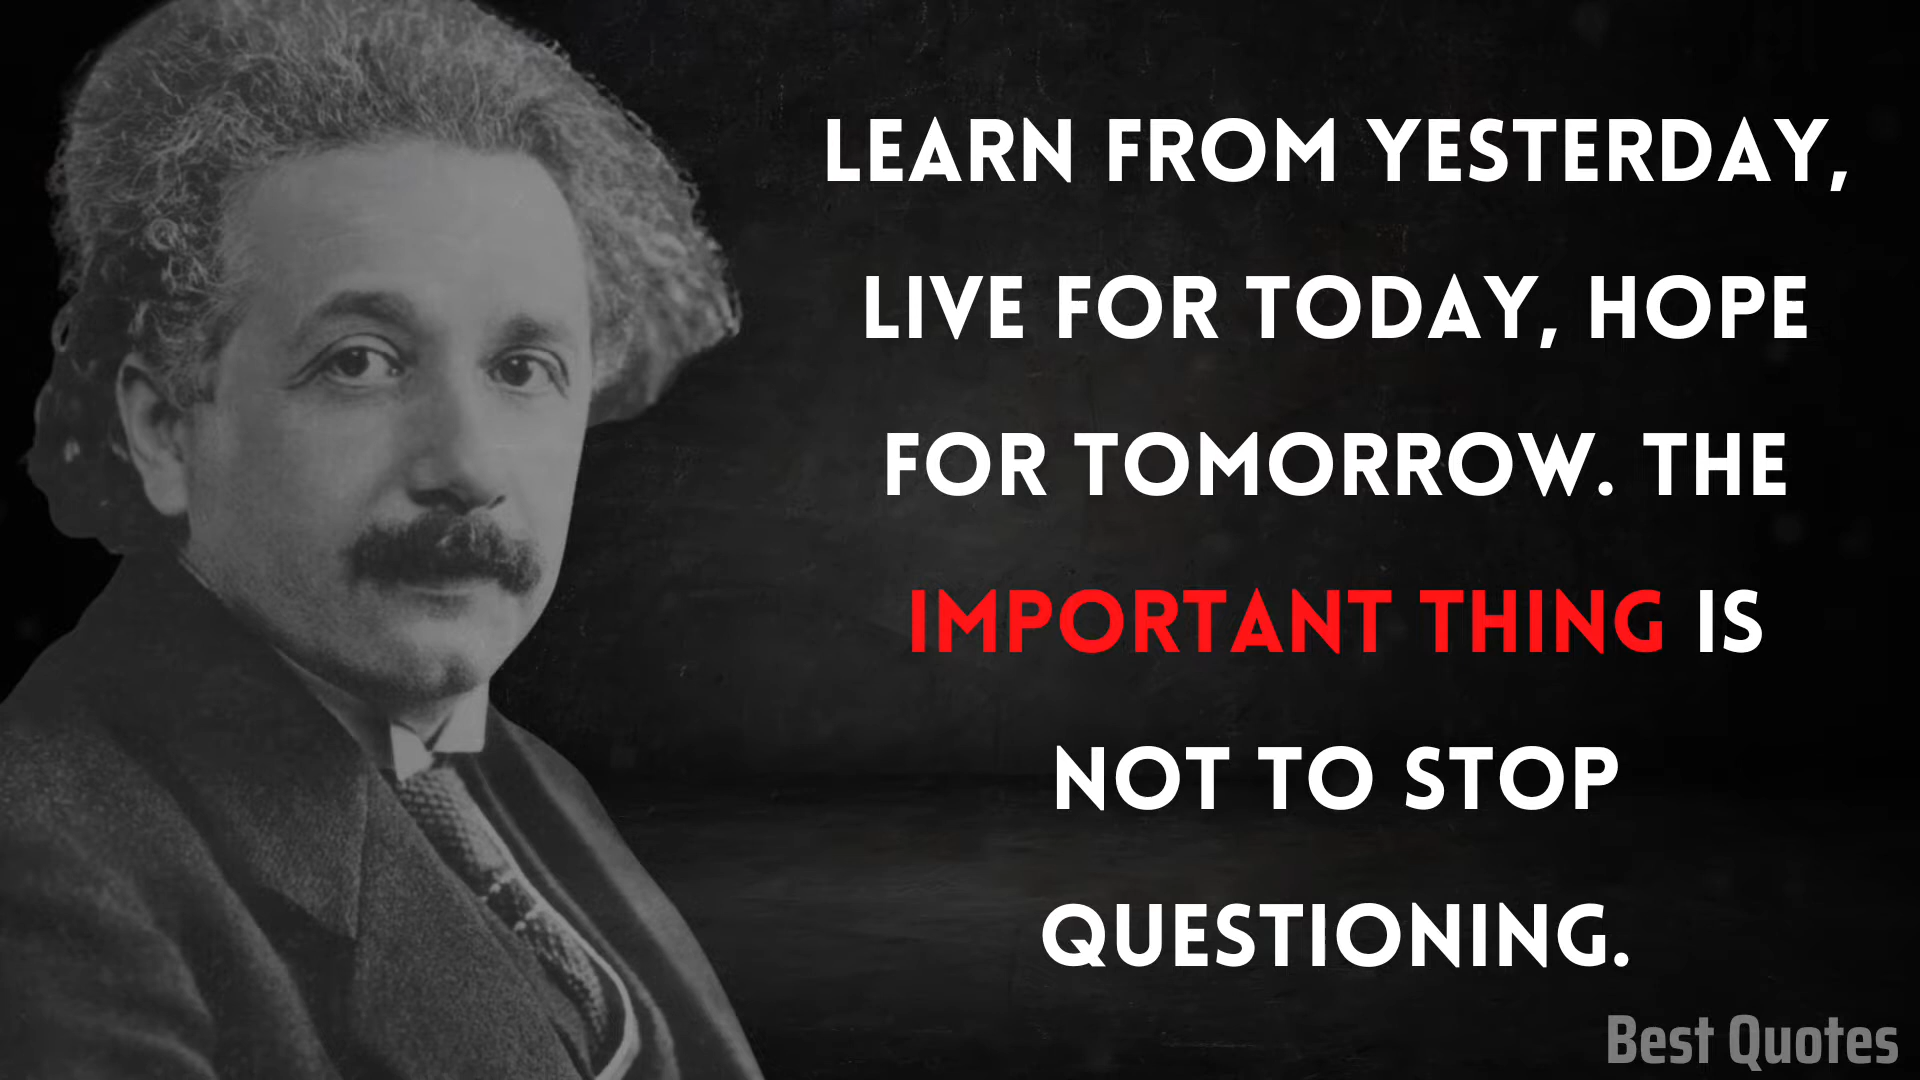 LEARN FROM YESTERDAY,
LIVE FOR TODAY, HOPE
FOR TOMORROW. THE
IMPORTANT THING IS
NOT TO STOP
QUESTIONING.
Best Quotes